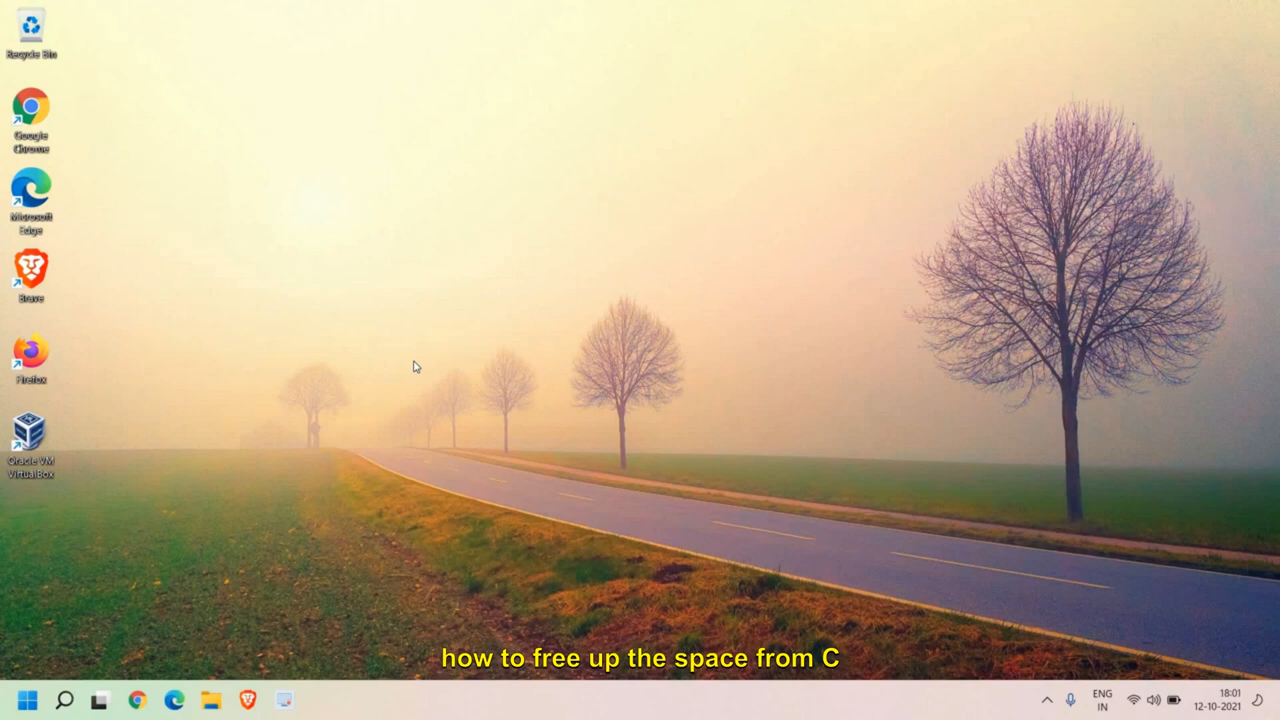 Recycle Bin
Google
Chrome
Microsoft
Edge
Brave
Firefox
Oracle VM
VirtualBox
how to free up the space from C
ENG
IN
18:01
12-10-2021